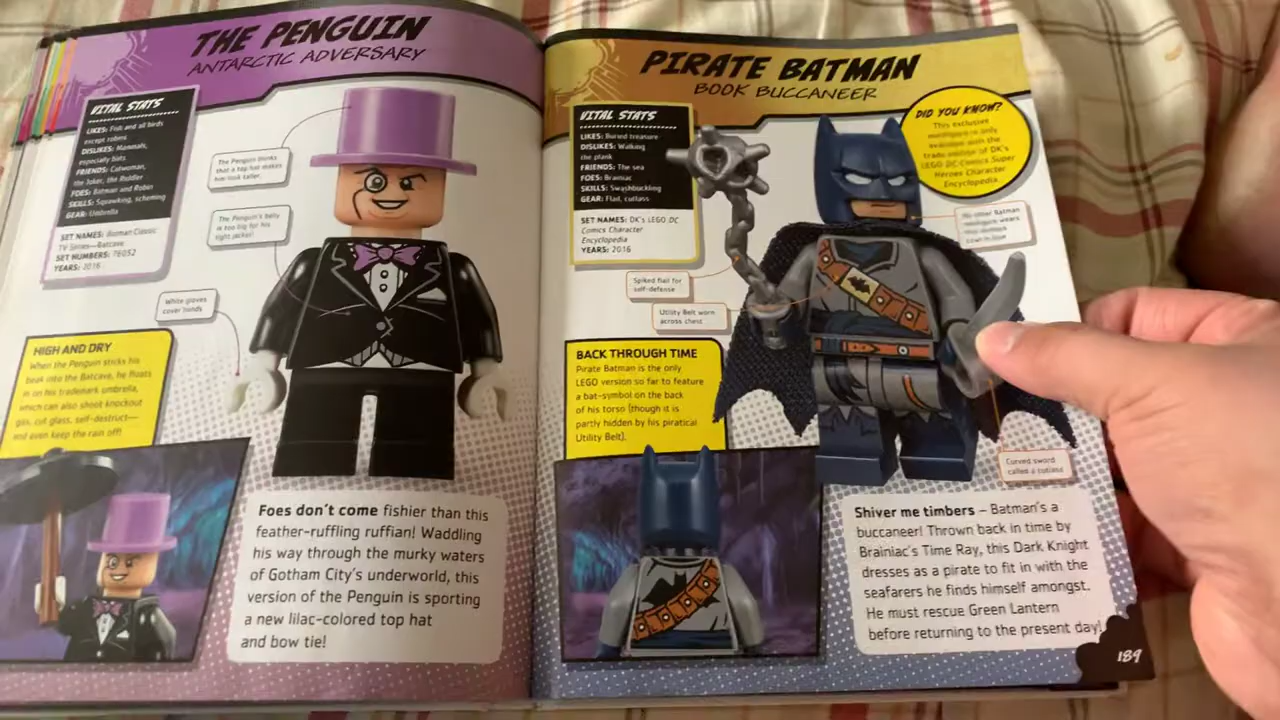 THE PENGUIN
ANTARCTIC ADVERSARY
VITAL STATS
LIKES: Fish and all birds
except robins
DISLIKES: Mammals,
especially bats
FRIENDS: Catwoman,
the Joker, the Riddler
FOES: Batman and Robin
SKILLS: Squawking, scheming
GEAR: Umbrella
SET NAMES: Batman Classic
TV Series—Batcave
SET NUMBERS: 76052
YEARS: 2016
The Penguin thinks
that a top hat makes
him look taller.
The Penguin's belly
is too big for his
tight jacket!
White gloves
cover hands
HIGH AND DRY
When the Penguin sticks his
beak into the Batcave, he floats
in on his trademark umbrella,
which can also shoot knockout
gas, cut glass, self-destruct—
and even keep the rain off!
Foes don't come fishier than this
feather-ruffling ruffian! Waddling
his way through the murky waters
of Gotham City's underworld, this
version of the Penguin is sporting
a new lilac-colored top hat
and bow tie!
PIRATE BATMAN
BOOK BUCCANEER
VITAL STATS
LIKES: Buried treasure
DISLIKES: Walking
the plank
FRIENDS: The sea
FOES: Brainiac
SKILLS: Swashbuckling
GEAR: Flail, cutlass
SET NAMES: DK's LEGO DC
Comics Character
Encyclopedia
YEARS: 2016
DID YOU KNOW?
This exclusive
minifigure is only
available with the
trade edition of DK's
LEGO DC Comics Super
Heroes Character
Encyclopedia.
No other Batman
minifigure wears
this
cowl in blue
Spiked flail for
self-defense
Utility Belt worn
across chest
BACK THROUGH TIME
Pirate Batman is the only
LEGO version so far to feature
a bat-symbol on the back
of his torso (though it is
partly hidden by his piratical
Utility Belt).
Curved sword
called a cutlass
Shiver me timbers – Batman's a
buccaneer! Thrown back in time by
Brainiac's Time Ray, this Dark Knight
dresses as a pirate to fit in with the
seafarers he finds himself amongst.
He must rescue Green Lantern
before returning to the present day!
189